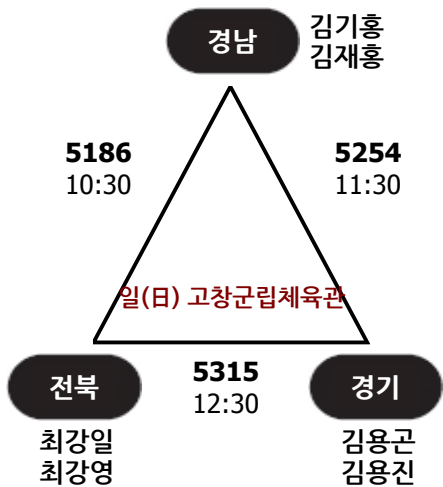 경남
김기홍
김재홍
5186
10:30
5254
11:30
일(日) 고창군립체육관
전북
5315
12:30
경기
최강일
최강영
김용곤
김용진